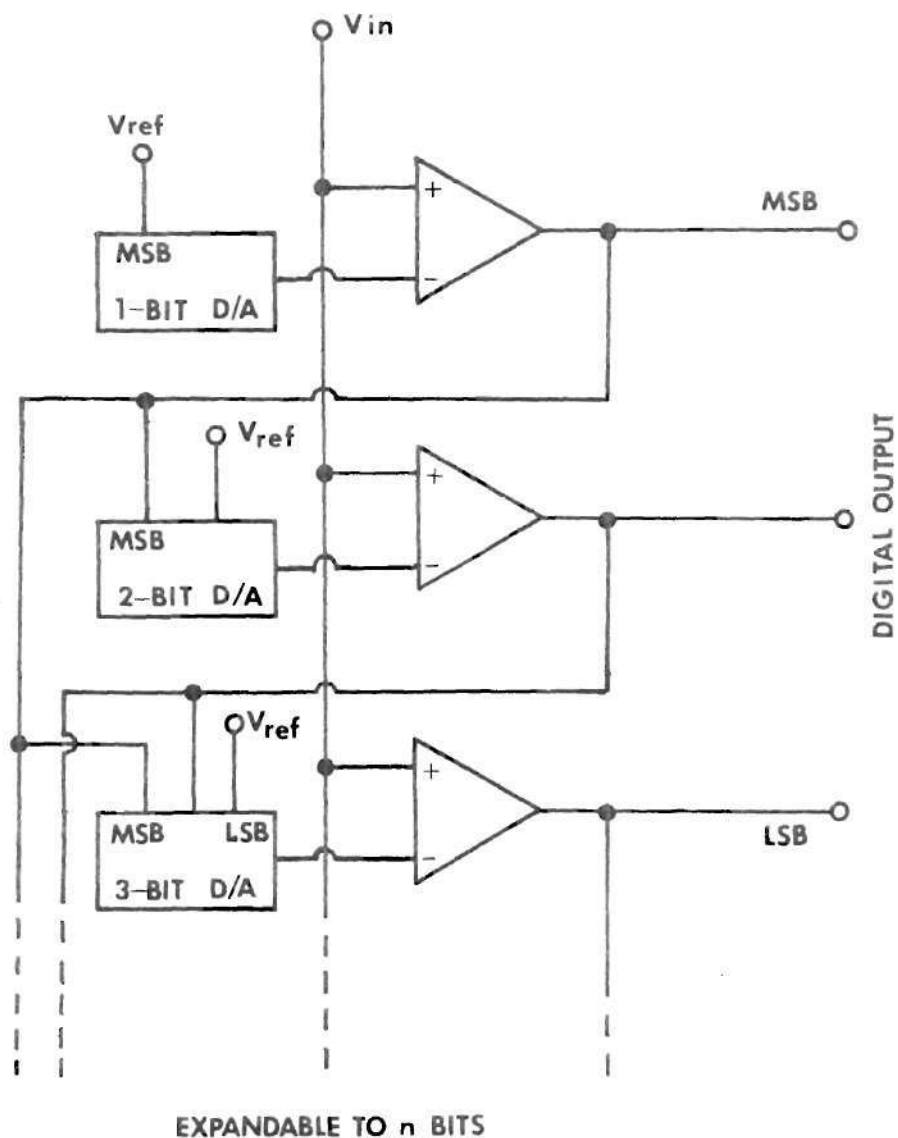 Vin
Vref
MSB
1-BIT D/A
+
-
MSB
Vref
MSB
2-BIT D/A
+
-
DIGITAL OUTPUT
Vref
MSB LSB
3-BIT D/A
+
-
LSB
EXPANDABLE TO n BITS